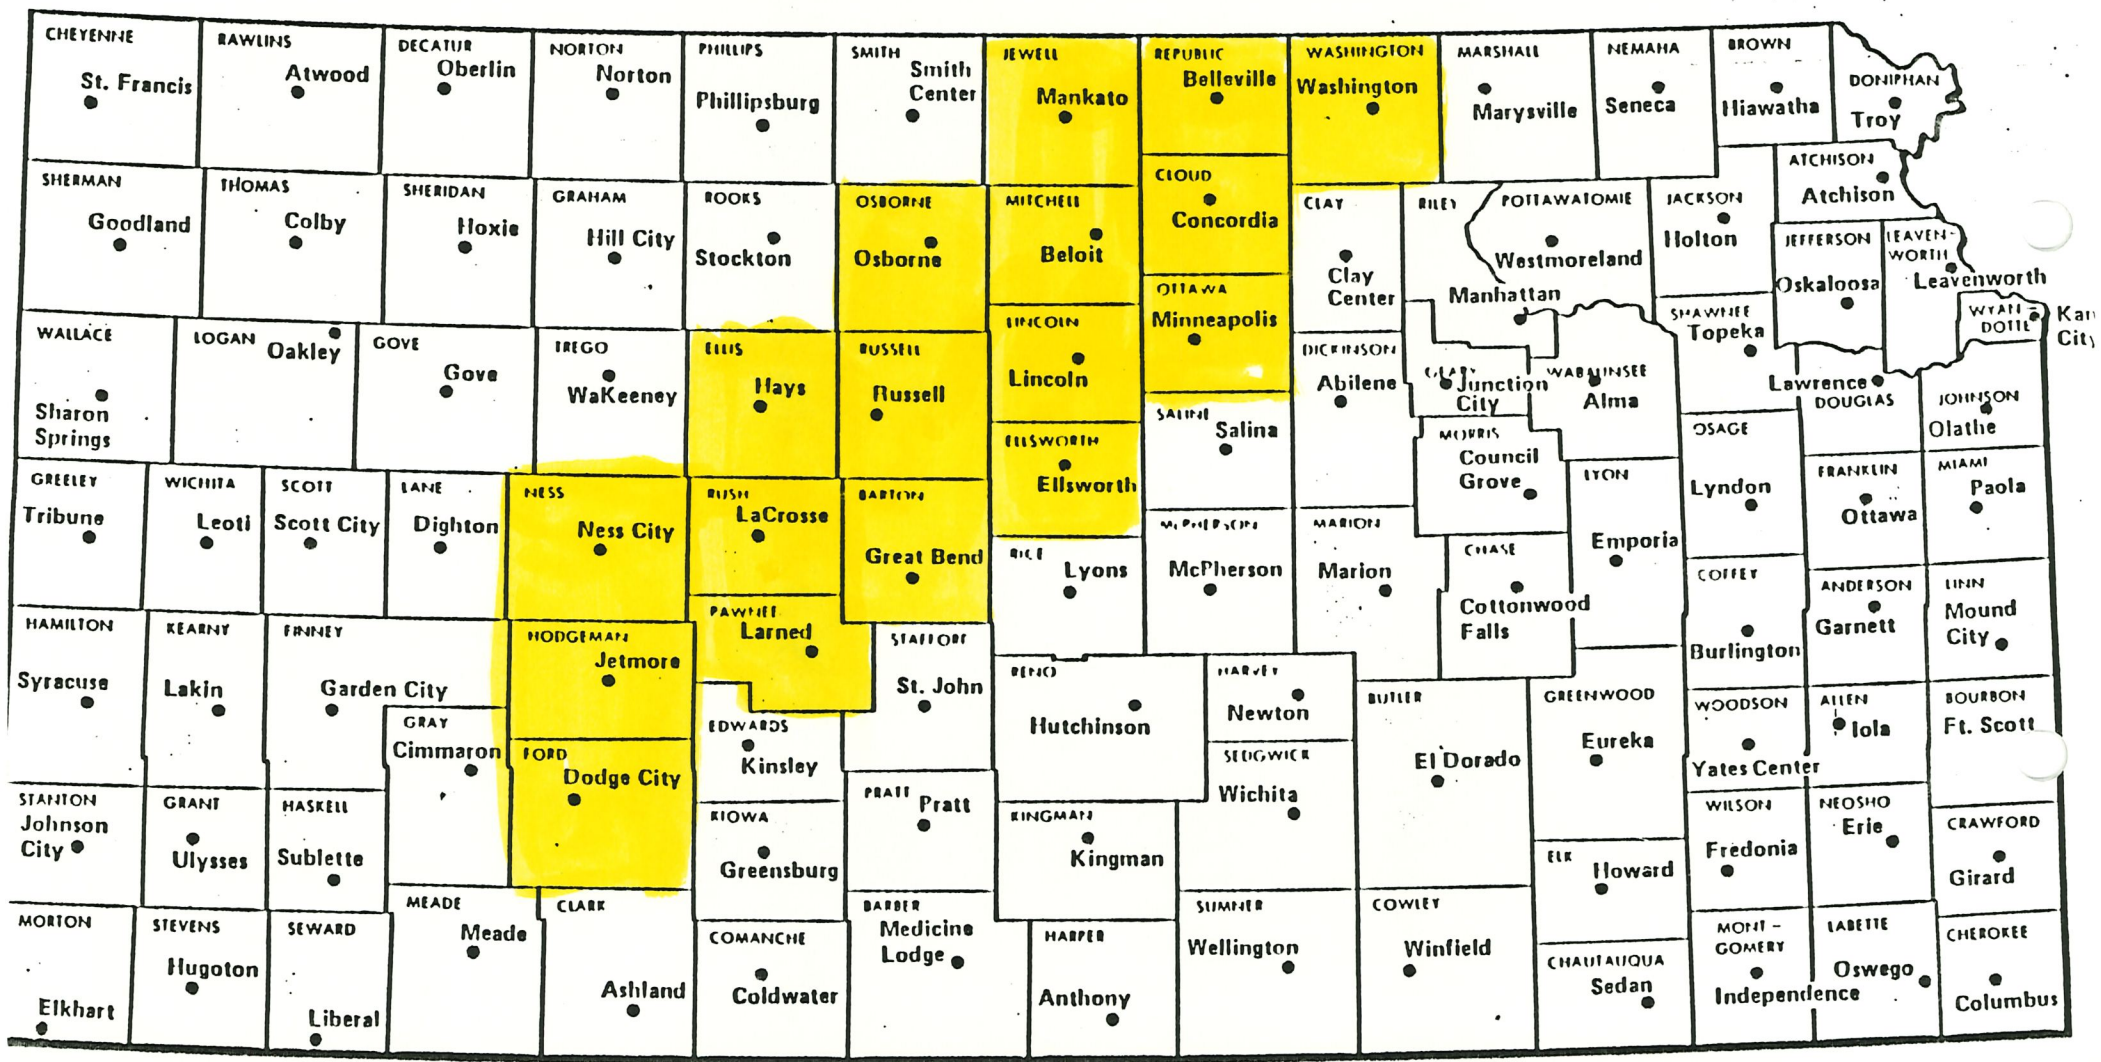 CHEYENNE
St. Francis
RAWLINS
Atwood
DECATUR
Oberlin
NORTON
Norton
PHILLIPS
Phillipsburg
SMITH
Smith
Center
JEWELL
Mankato
REPUBLIC
Belleville
WASHINGTON
Washington
MARSHALL
Marysville
NEMAHA
Seneca
BROWN
Hiawatha
DONIPHAN
Troy
SHERMAN
Goodland
THOMAS
Colby
SHERIDAN
Hoxie
GRAHAM
Hill City
ROOKS
Stockton
OSBORNE
Osborne
MITCHELL
Beloit
CLOUD
Concordia
CLAY
Clay
Center
RILEY
Manhattan
POTTAWATOMIE
Westmoreland
JACKSON
Holton
ATCHISON
Atchison
JEFFERSON
Oskaloosa
LEAVEN-
WORTH
Leavenworth
WYAN-
DOTTE
Kan
City
WALLACE
Sharon
Springs
LOGAN
Oakley
GOVE
Gove
TREGO
WaKeeney
ELLIS
Hays
RUSSELL
Russell
LINCOLN
Lincoln
OTTAWA
Minneapolis
SALINE
Salina
DICKINSON
Abilene
GEARY
Junction
City
WABAUNSEE
Alma
SHAWNEE
Topeka
Lawrence
DOUGLAS
JOHNSON
Olathe
GREELEY
Tribune
WICHITA
Leoti
SCOTT
Scott City
LANE
Dighton
NESS
Ness City
RUSH
LaCrosse
BARTON
Great Bend
ELLSWORTH
Ellsworth
RICE
Lyons
McPHERSON
McPherson
MARION
Marion
MORRIS
Council
Grove
CHASE
Cottonwood
Falls
LYON
Emporia
OSAGE
Lyndon
FRANKLIN
Ottawa
MIAMI
Paola
COFFEY
Burlington
ANDERSON
Garnett
LINN
Mound
City
HAMILTON
Syracuse
KEARNY
Lakin
FINNEY
Garden City
GRAY
Cimmaron
HODGEMAN
Jetmore
PAWNEE
Larned
STAFFORD
St. John
EDWARDS
Kinsley
FORD
Dodge City
RENO
Hutchinson
HARVEY
Newton
BUTLER
El Dorado
GREENWOOD
Eureka
WOODSON
Yates Center
ALLEN
Iola
BOURBON
Ft. Scott
STANTON
Johnson
City
GRANT
Ulysses
HASKELL
Sublette
KIOWA
Greensburg
PRATT
Pratt
KINGMAN
Kingman
SEDGWICK
Wichita
ELK
Howard
WILSON
Fredonia
NEOSHO
Erie
CRAWFORD
Girard
MORTON
Elkhart
STEVENS
Hugoton
SEWARD
Liberal
MEADE
Meade
CLARK
Ashland
COMANCHE
Coldwater
BARBER
Medicine
Lodge
HARPER
Anthony
SUMNER
Wellington
COWLEY
Winfield
CHAUTAUQUA
Sedan
MONT-
GOMERY
Independence
LABETTE
Oswego
CHEROKEE
Columbus